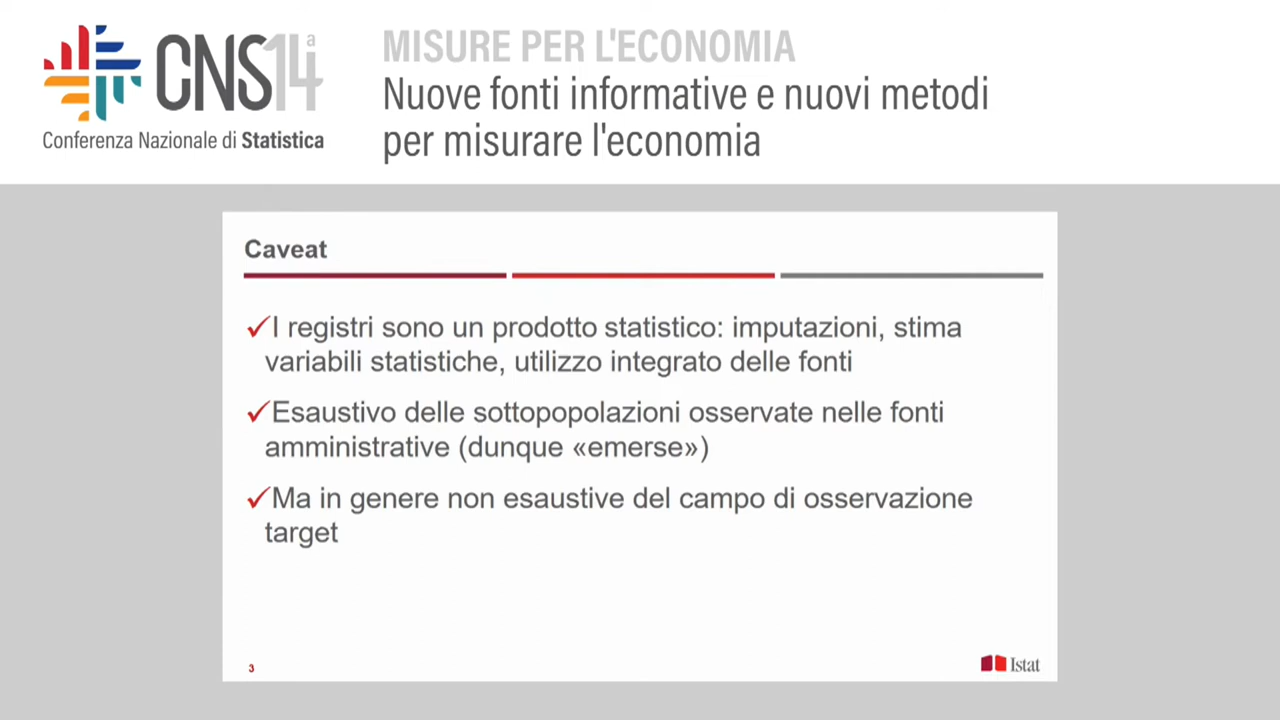 CNS14a
Conferenza Nazionale di Statistica
MISURE PER L'ECONOMIA
Nuove fonti informative e nuovi metodi
per misurare l'economia
Caveat
✓I registri sono un prodotto statistico: imputazioni, stima
variabili statistiche, utilizzo integrato delle fonti
✓Esaustivo delle sottopopolazioni osservate nelle fonti
amministrative (dunque «emerse»)
✓Ma in genere non esaustive del campo di osservazione
target
3
Istat